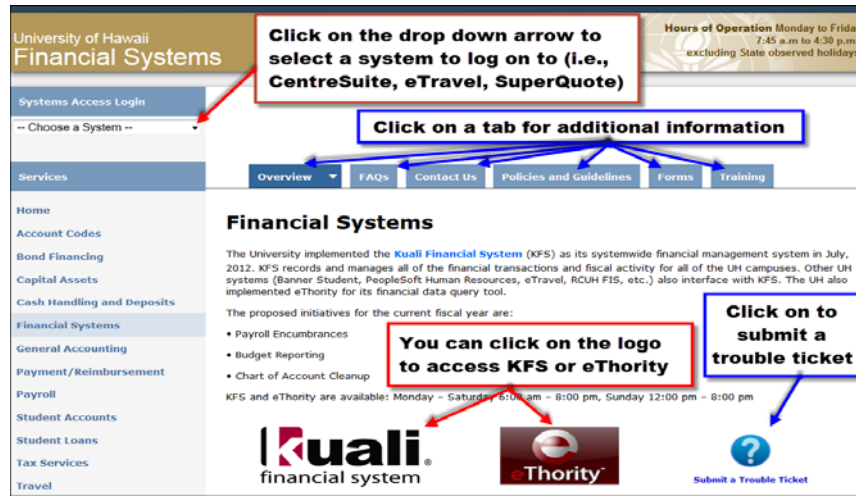 University of Hawaii
Financial Systems
Click on the drop down arrow to
select a system to log on to (i.e.,
CentreSuite, eTravel, SuperQuote)
Hours of Operation Monday to Frida
7:45 a.m to 4:30 p.m
excluding State observed holiday
Systems Access Login
-- Choose a System --
Click on a tab for additional information
Services
Overview
FAQs
Contact Us
Policies and Guidelines
Forms
Training
Home
Account Codes
Bond Financing
Capital Assets
Cash Handling and Deposits
Financial Systems
General Accounting
Payment/Reimbursement
Payroll
Student Accounts
Student Loans
Tax Services
Travel
Financial Systems
The University implemented the Kuali Financial System (KFS) as its systemwide financial management system in July,
2012. KFS records and manages all of the financial transactions and fiscal activity for all of the UH campuses. Other UH
systems (Banner Student, PeopleSoft Human Resources, eTravel, RCUH FIS, etc.) also interface with KFS. The UH also
implemented eThority for its financial data query tool.
The proposed initiatives for the current fiscal year are:
• Payroll Encumbrances
• Budget Reporting
• Chart of Account Cleanup
You can click on the logo
to access KFS or eThority
Click on to
submit a
trouble ticket
KFS and eThority are available: Monday – Saturday 6:00 am – 8:00 pm, Sunday 12:00 pm – 8:00 pm
kuali
financial system
e
eThority
?
Submit a Trouble Ticket